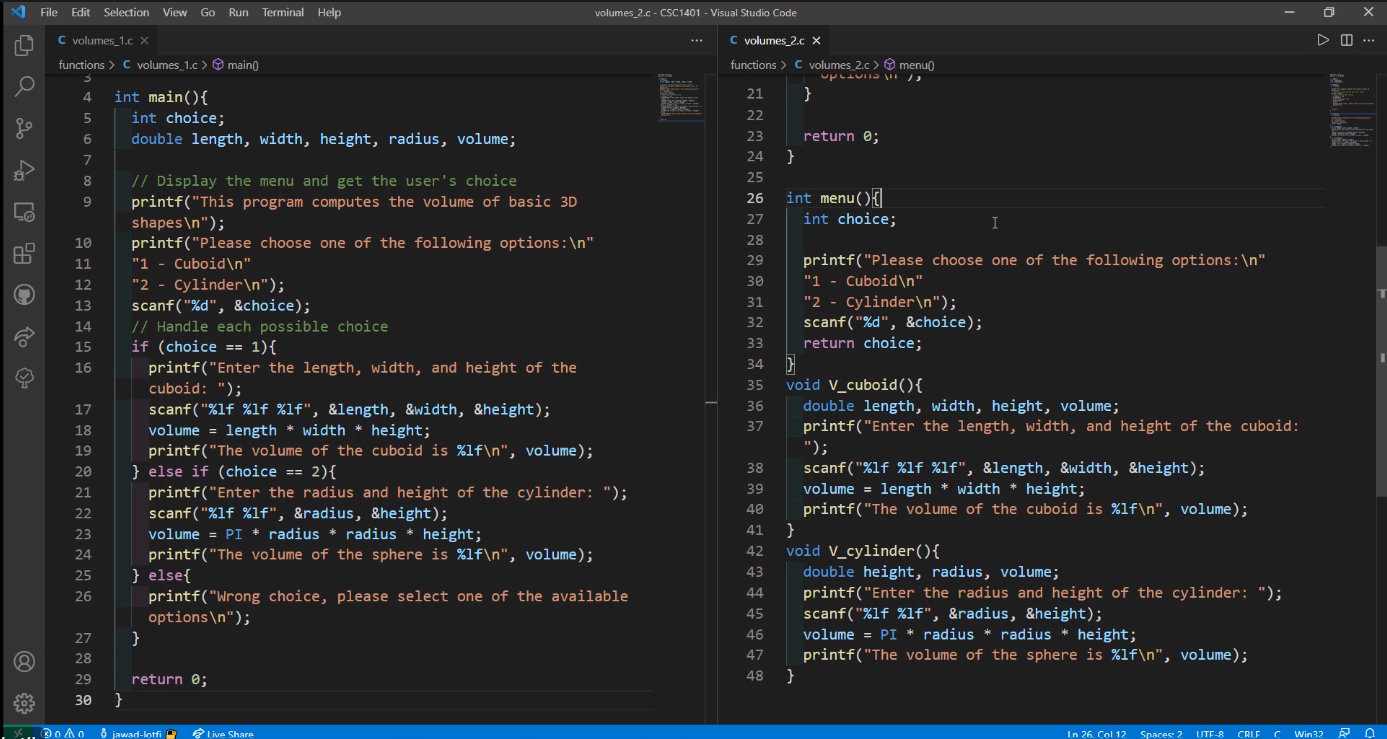 File Edit Selection View Go Run Terminal Help volumes_2.c - CSC1401 - Visual Studio Code
C volumes_1.c
functions > C volumes_1.c > main()
3
4 int main(){
5 int choice;
6 double length, width, height, radius, volume;
7
8 // Display the menu and get the user's choice
9 printf("This program computes the volume of basic 3D
shapes\n");
10 printf("Please choose one of the following options:\n"
11 "1 - Cuboid\n"
12 "2 - Cylinder\n");
13 scanf("%d", &choice);
14 // Handle each possible choice
15 if (choice == 1){
16 printf("Enter the length, width, and height of the
cuboid: ");
17 scanf("%lf %lf %lf", &length, &width, &height);
18 volume = length * width * height;
19 printf("The volume of the cuboid is %lf\n", volume);
20 } else if (choice == 2){
21 printf("Enter the radius and height of the cylinder: ");
22 scanf("%lf %lf", &radius, &height);
23 volume = PI * radius * radius * height;
24 printf("The volume of the sphere is %lf\n", volume);
25 } else{
26 printf("Wrong choice, please select one of the available
options\n");
27 }
28
29 return 0;
30 }
C volumes_2.c
functions > C volumes_2.c > menu()
options\n");
21 }
22
23 return 0;
24 }
25
26 int menu(){
27 int choice;
28
29 printf("Please choose one of the following options:\n"
30 "1 - Cuboid\n"
31 "2 - Cylinder\n");
32 scanf("%d", &choice);
33 return choice;
34 }
35 void V_cuboid(){
36 double length, width, height, volume;
37 printf("Enter the length, width, and height of the cuboid:
");
38 scanf("%lf %lf %lf", &length, &width, &height);
39 volume = length * width * height;
40 printf("The volume of the cuboid is %lf\n", volume);
41 }
42 void V_cylinder(){
43 double height, radius, volume;
44 printf("Enter the radius and height of the cylinder: ");
45 scanf("%lf %lf", &radius, &height);
46 volume = PI * radius * radius * height;
47 printf("The volume of the sphere is %lf\n", volume);
48 }
0 0 jawad-lotfi Live Share Ln 26, Col 12 Spaces: 2 UTF-8 CRLF C Win32